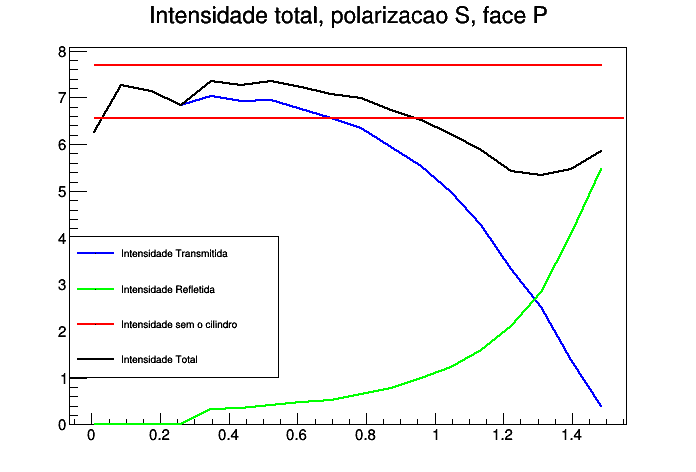 Intensidade total, polarizacao S, face P
8
7
6
5
4
3
2
1
0
Intensidade Transmitida
Intensidade Refletida
Intensidade sem o cilindro
Intensidade Total
0 0.2 0.4 0.6 0.8 1 1.2 1.4